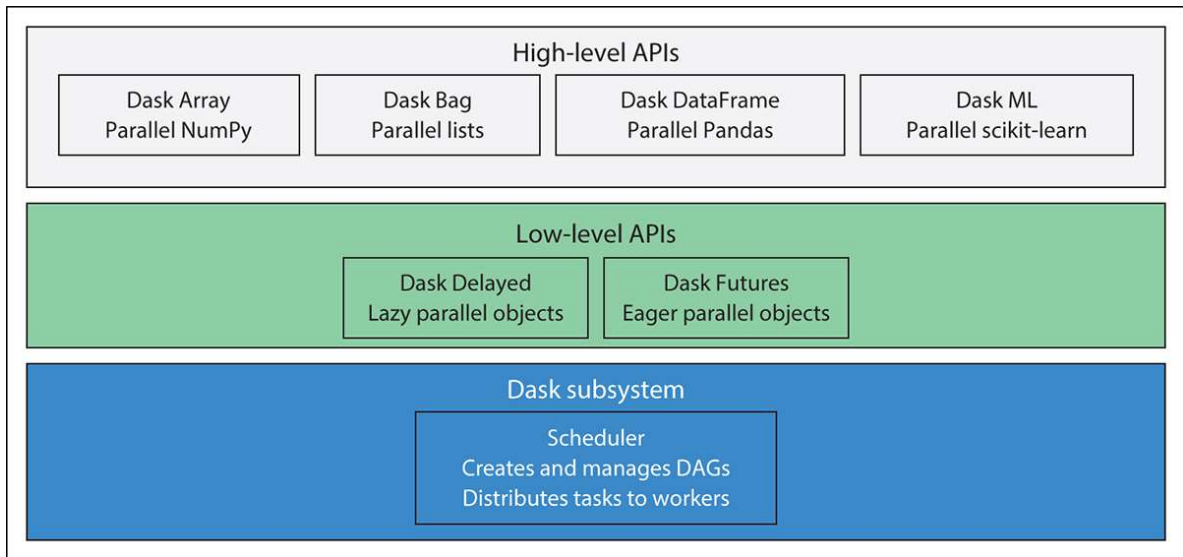 High-level APIs
Dask Array
Parallel NumPy
Dask Bag
Parallel lists
Dask DataFrame
Parallel Pandas
Dask ML
Parallel scikit-learn
Low-level APIs
Dask Delayed
Lazy parallel objects
Dask Futures
Eager parallel objects
Dask subsystem
Scheduler
Creates and manages DAGs
Distributes tasks to workers